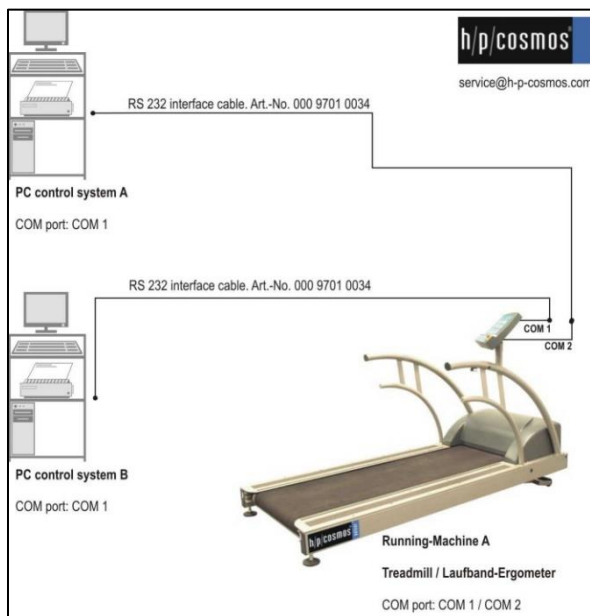 h/p/cosmos®
service@h-p-cosmos.com
RS 232 interface cable. Art.-No. 000 9701 0034
PC control system A
COM port: COM 1
RS 232 interface cable. Art.-No. 000 9701 0034
COM 1
COM 2
PC control system B
COM port: COM 1
h/p/cosmos
Running-Machine A
Treadmill / Laufband-Ergometer
COM port: COM 1 / COM 2